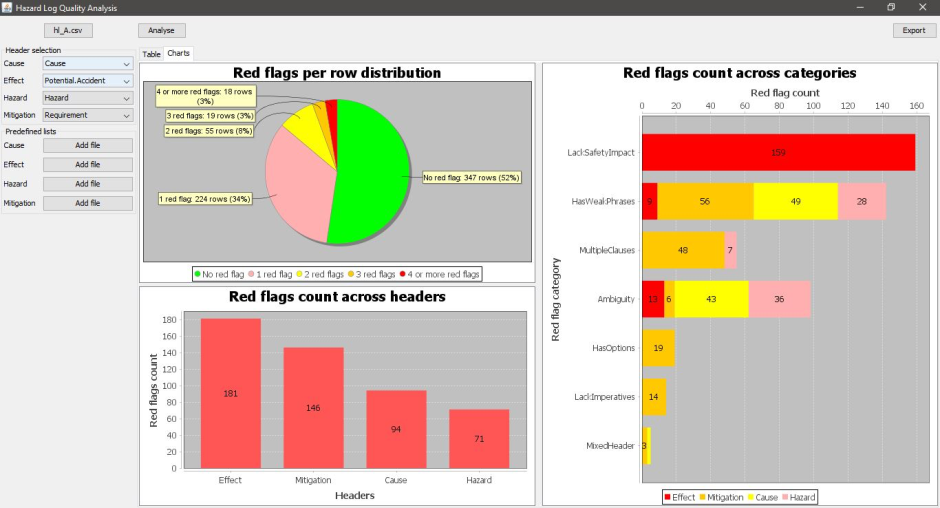 Hazard Log Quality Analysis
hl_A.csv
Analyse
Export
Header selection
Cause Cause
Effect Potential.Accident
Hazard Hazard
Mitigation Requirement
Predefined lists
Cause Add file
Effect Add file
Hazard Add file
Mitigation Add file
Table Charts
Red flags per row distribution
4 or more red flags: 18 rows
(3%)
3 red flags: 19 rows (3%)
2 red flags: 55 rows (8%)
1 red flag: 224 rows (34%)
No red flag: 347 rows (52%)
No red flag 1 red flag 2 red flags 3 red flags 4 or more red flags
Red flags count across headers
Red flags count
180
160
140
120
100
80
60
40
20
0
181
146
94
71
Effect Mitigation Cause Hazard
Headers
Red flags count across categories
Red flag count
0 20 40 60 80 100 120 140 160
Red flag category
LackSafetyImpact 159
HasWeakPhrases 9 56 49 28
MultipleClauses 48 7
Ambiguity 13 6 43 36
HasOptions 19
LackImperatives 14
MixedHeader 3
Effect Mitigation Cause Hazard